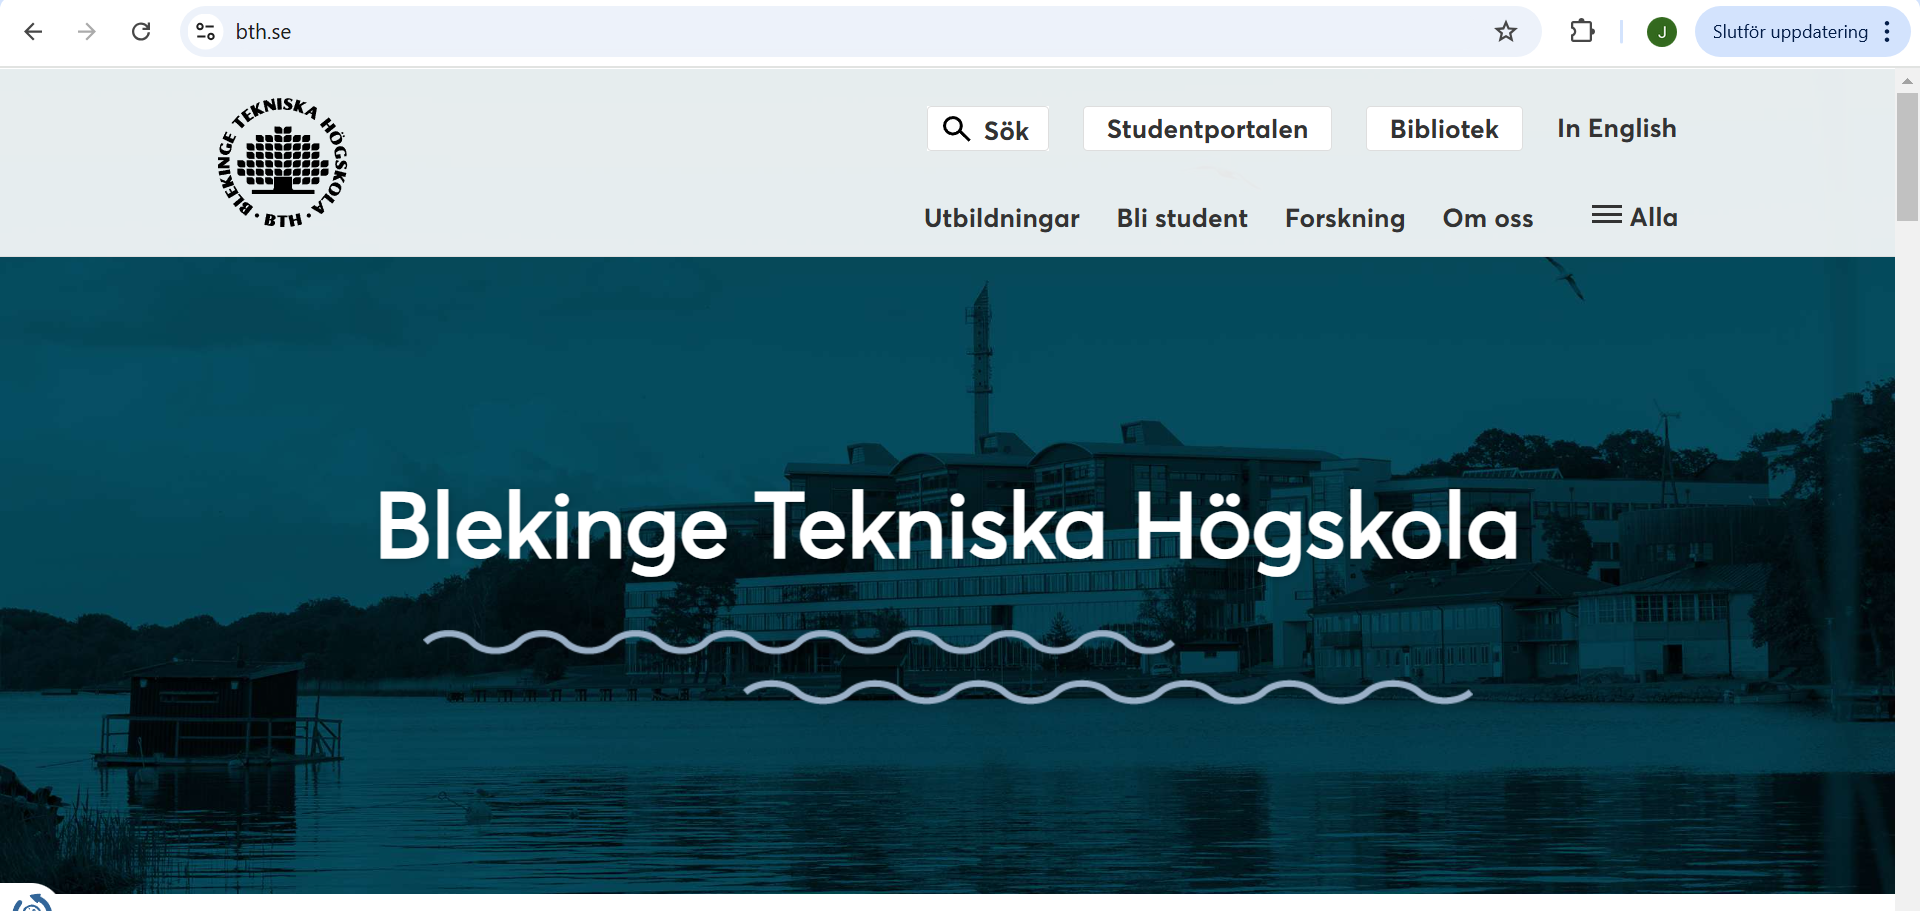 bth.se
J
Slutför uppdatering
BLEKINGE TEKNISKA HÖGSKOLA
· BTH ·
Sök
Studentportalen
Bibliotek
In English
Utbildningar
Bli student
Forskning
Om oss
Alla
Blekinge Tekniska Högskola